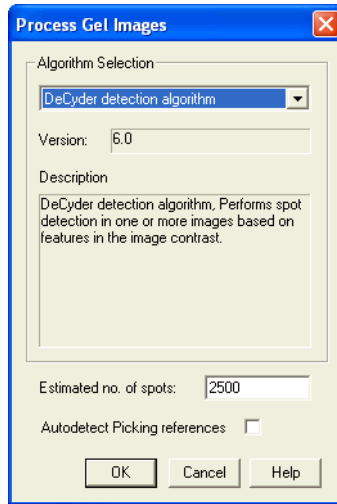 Process Gel Images
Algorithm Selection
DeCyder detection algorithm
Version: 6.0
Description
DeCyder detection algorithm, Performs spot
detection in one or more images based on
features in the image contrast.
Estimated no. of spots: 2500
Autodetect Picking references
OK Cancel Help